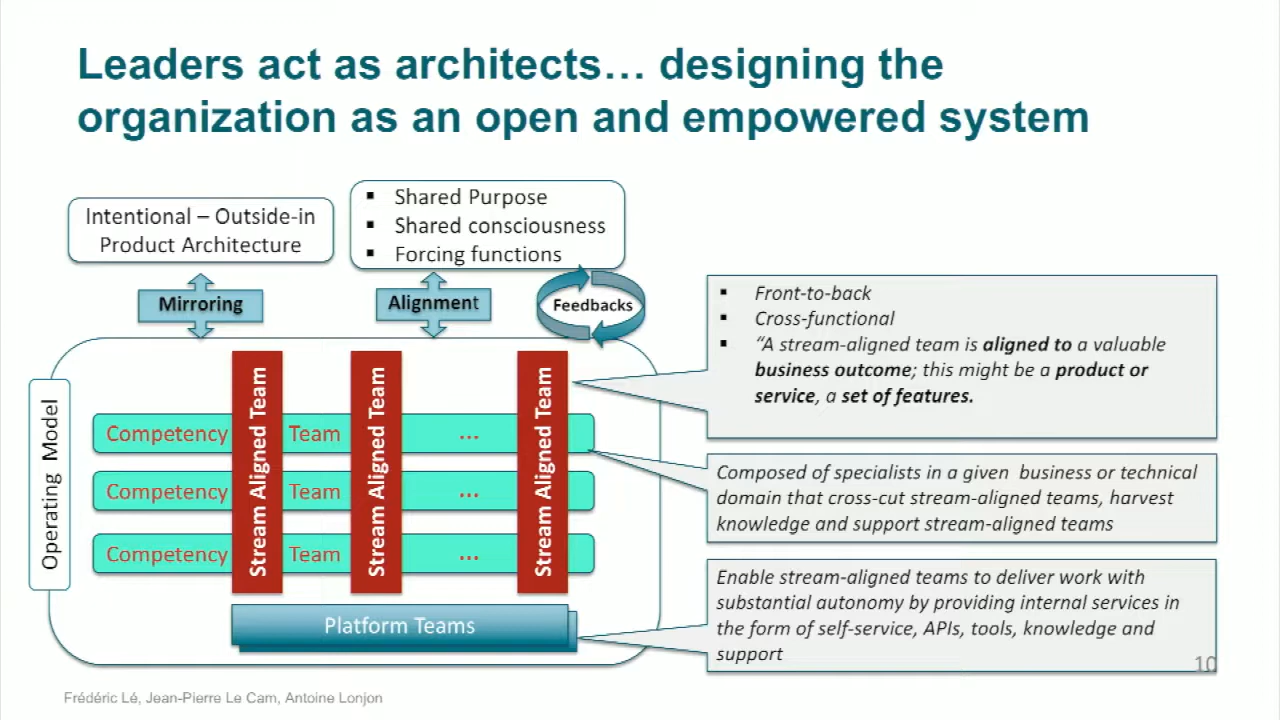 Leaders act as architects… designing the
organization as an open and empowered system
Intentional – Outside-in
Product Architecture
▪ Shared Purpose
▪ Shared consciousness
▪ Forcing functions
Mirroring
Alignment
Feedbacks
Operating Model
Stream Aligned Team
Stream Aligned Team
Stream Aligned Team
Competency Team ...
Competency Team ...
Competency Team ...
Platform Teams
▪ Front-to-back
▪ Cross-functional
▪ “A stream-aligned team is aligned to a valuable
business outcome; this might be a product or
service, a set of features.
Composed of specialists in a given business or technical
domain that cross-cut stream-aligned teams, harvest
knowledge and support stream-aligned teams
Enable stream-aligned teams to deliver work with
substantial autonomy by providing internal services in
the form of self-service, APIs, tools, knowledge and
support
10
Frédéric Lé, Jean-Pierre Le Cam, Antoine Lonjon